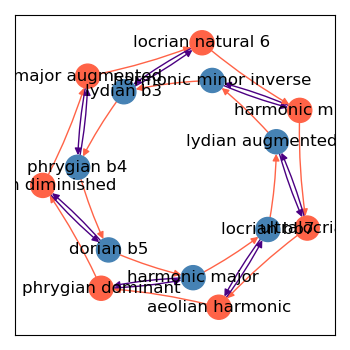 locrian natural 6
major augmented
harmonic minor inverse
lydian b3
harmonic m
lydian augmented
phrygian b4
n diminished
locrian bb7
ultralocria
dorian b5
harmonic major
phrygian dominant
aeolian harmonic